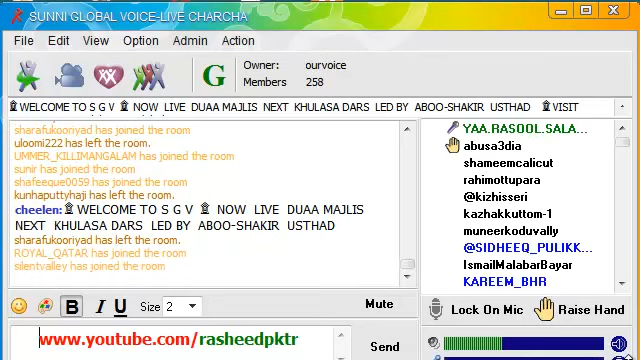 SUNNI GLOBAL VOICE-LIVE CHARCHA
File Edit View Option Admin Action
G
Owner: ourvoice
Members 258
WELCOME TO S G V NOW LIVE DUAA MAJLIS NEXT KHULASA DARS LED BY ABOO-SHAKIR USTHAD VISIT
sharafukooriyad has joined the room
uloomi222 has left the room.
UMMER_KILLIMANGALAM has joined the room
sunir has joined the room
shafeeque0059 has joined the room
kunhaputtyhaji has left the room.
cheelen: WELCOME TO S G V NOW LIVE DUAA MAJLIS
NEXT KHULASA DARS LED BY ABOO-SHAKIR USTHAD
sharafukooriyad has left the room.
ROYAL_QATAR has joined the room
silentvalley has joined the room
YAA.RASOOL.SALA...
abusa3dia
shameemcalicut
rahimottupara
@kizhisseri
kazhakkuttom-1
muneerkoduvally
@SIDHEEQ_PULIKK...
IsmailMalabarBayar
KAREEM_BHR
B I U Size 2 Mute
Lock On Mic Raise Hand
www.youtube.com/rasheedpktr
Send